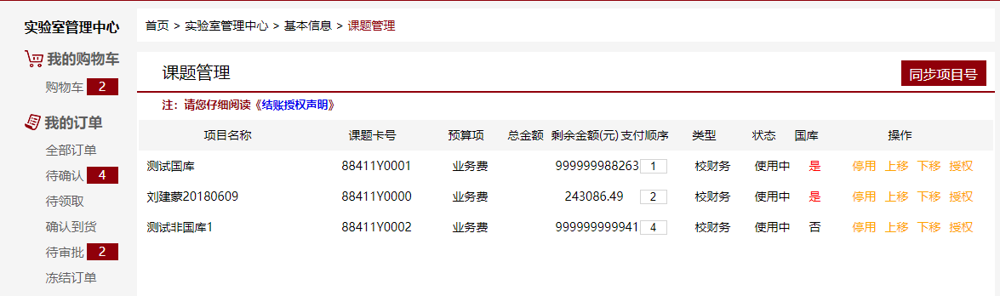 实验室管理中心
我的购物车
购物车 2
我的订单
全部订单
待确认 4
待领取
确认到货
待审批 2
冻结订单
首页 > 实验室管理中心 > 基本信息 > 课题管理
课题管理
同步项目号
注：请您仔细阅读《结账授权声明》
项目名称 课题卡号 预算项 总金额 剩余金额(元) 支付顺序 类型 状态 国库 操作
测试国库 88411Y0001 业务费 999999988263 1 校财务 使用中 是 停用 上移 下移 授权
刘建蒙20180609 88411Y0000 业务费 243086.49 2 校财务 使用中 是 停用 上移 下移 授权
测试非国库1 88411Y0002 业务费 999999999941 4 校财务 使用中 否 停用 上移 下移 授权